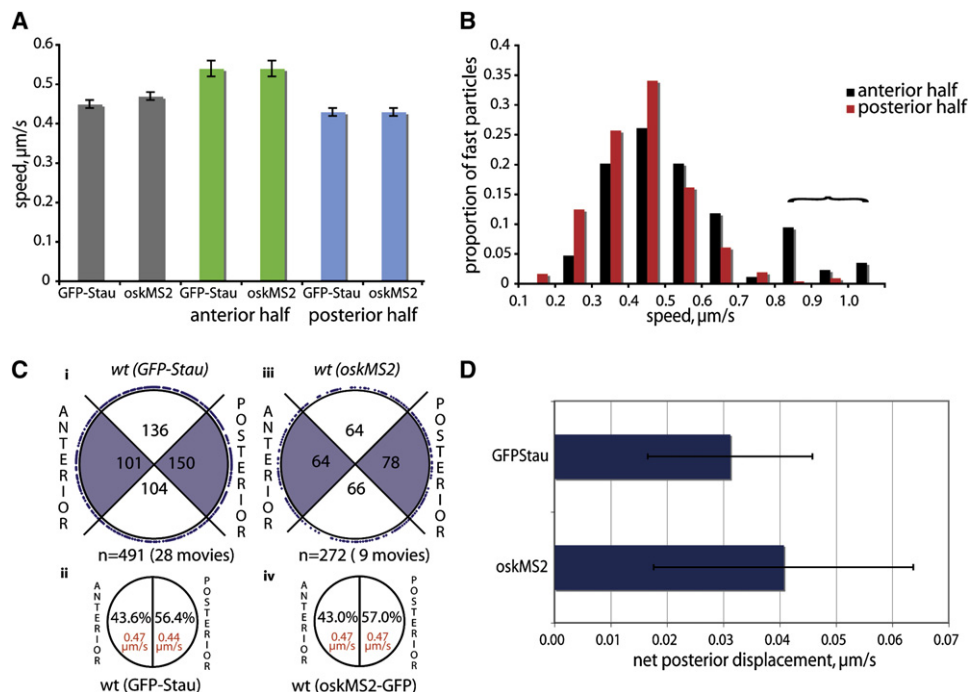 A
speed, µm/s
0.6
0.5
0.4
0.3
0.2
0.1
0
GFP-Stau
oskMS2
GFP-Stau
oskMS2
GFP-Stau
oskMS2
anterior half
posterior half
B
proportion of fast particles
0.4
0.35
0.3
0.25
0.2
0.15
0.1
0.05
0
anterior half
posterior half
0.1 0.2 0.3 0.4 0.5 0.6 0.7 0.8 0.9 1.0
speed, µm/s
C
i
wt (GFP-Stau)
ANTERIOR
POSTERIOR
136
101
150
104
n=491 (28 movies)
iii
wt (oskMS2)
ANTERIOR
POSTERIOR
64
64
78
66
n=272 ( 9 movies)
ii
ANTERIOR
POSTERIOR
43.6%
56.4%
0.47
µm/s
0.44
µm/s
wt (GFP-Stau)
iv
ANTERIOR
POSTERIOR
43.0%
57.0%
0.47
µm/s
0.47
µm/s
wt (oskMS2-GFP)
D
GFPStau
oskMS2
0.00 0.01 0.02 0.03 0.04 0.05 0.06 0.07
net posterior displacement, µm/s